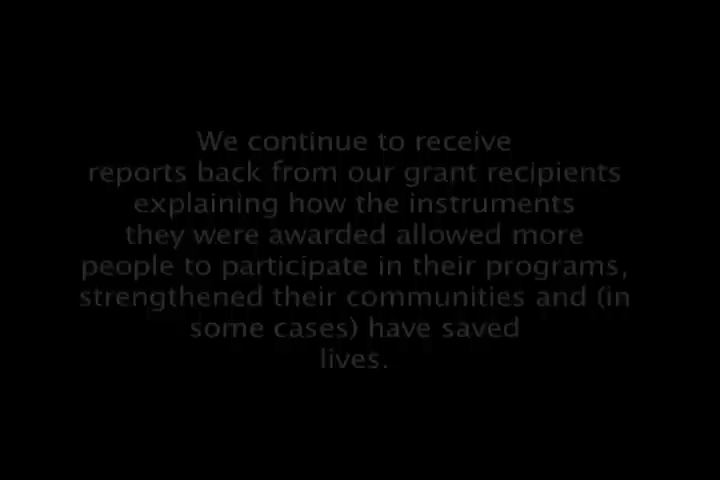 We continue to receive
reports back from our grant recipients
explaining how the instruments
they were awarded allowed more
people to participate in their programs,
strengthened their communities and (in
some cases) have saved
lives.